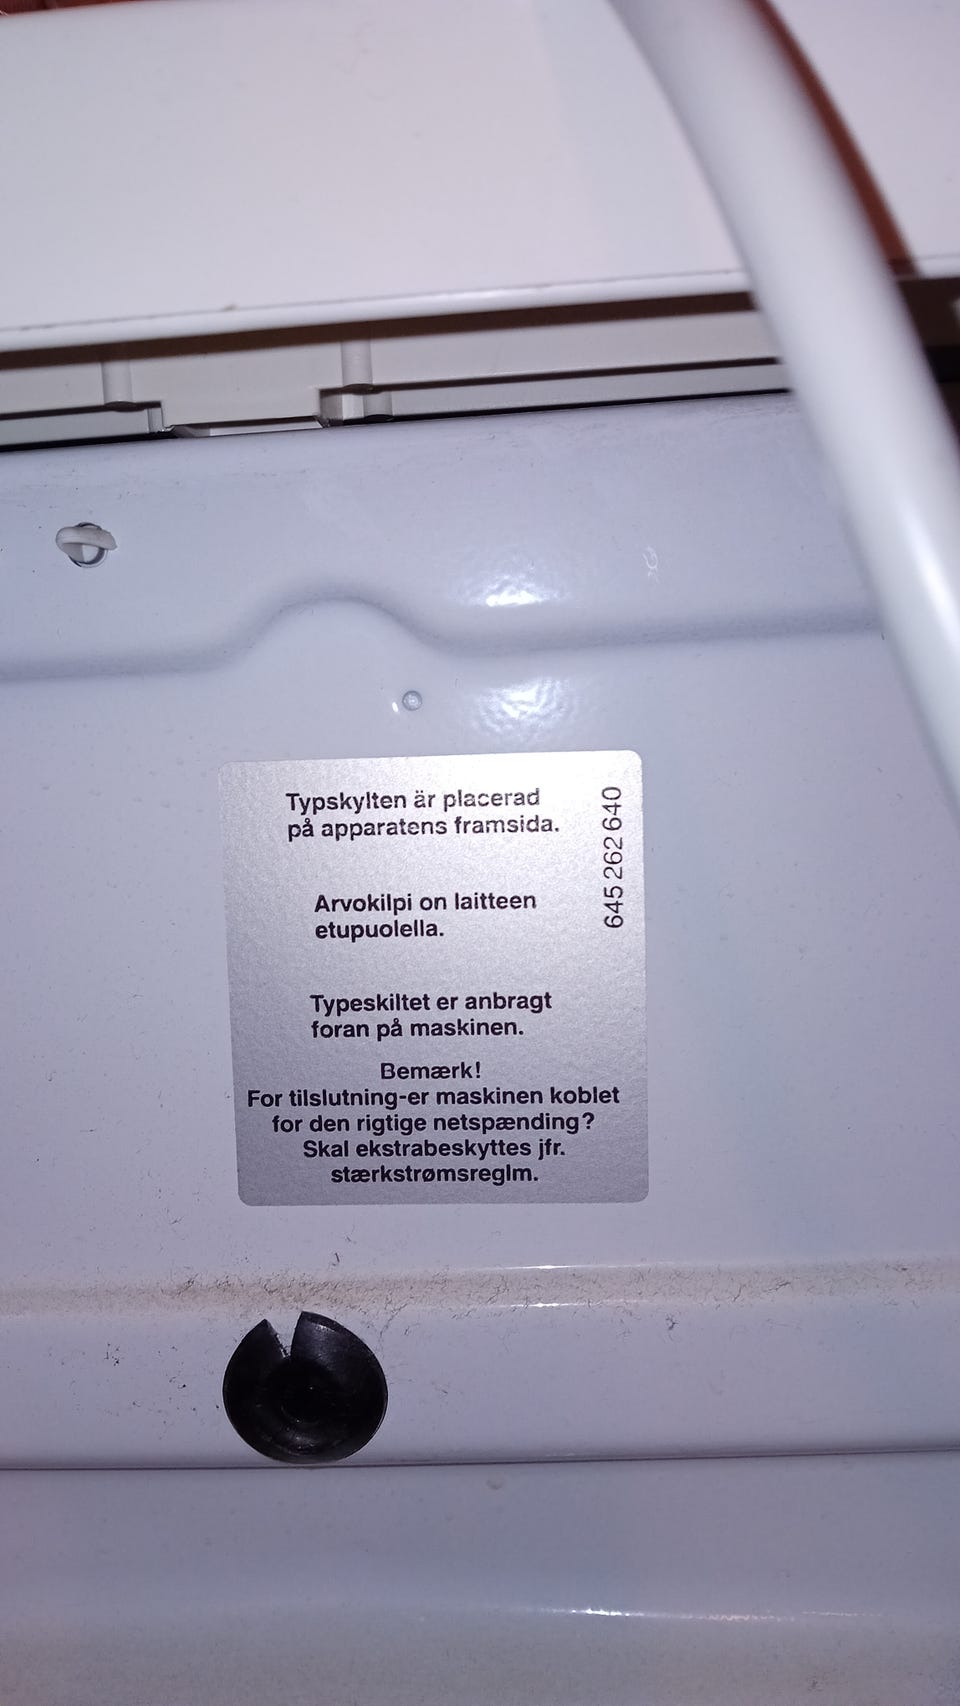 Typskylten är placerad
på apparatens framsida.
645 262 640
Arvokilpi on laitteen
etupuolella.
Typeskiltet er anbragt
foran på maskinen.
Bemærk!
For tilslutning-er maskinen koblet
for den rigtige netspænding?
Skal ekstrabeskyttes jfr.
stærkstrømsreglm.